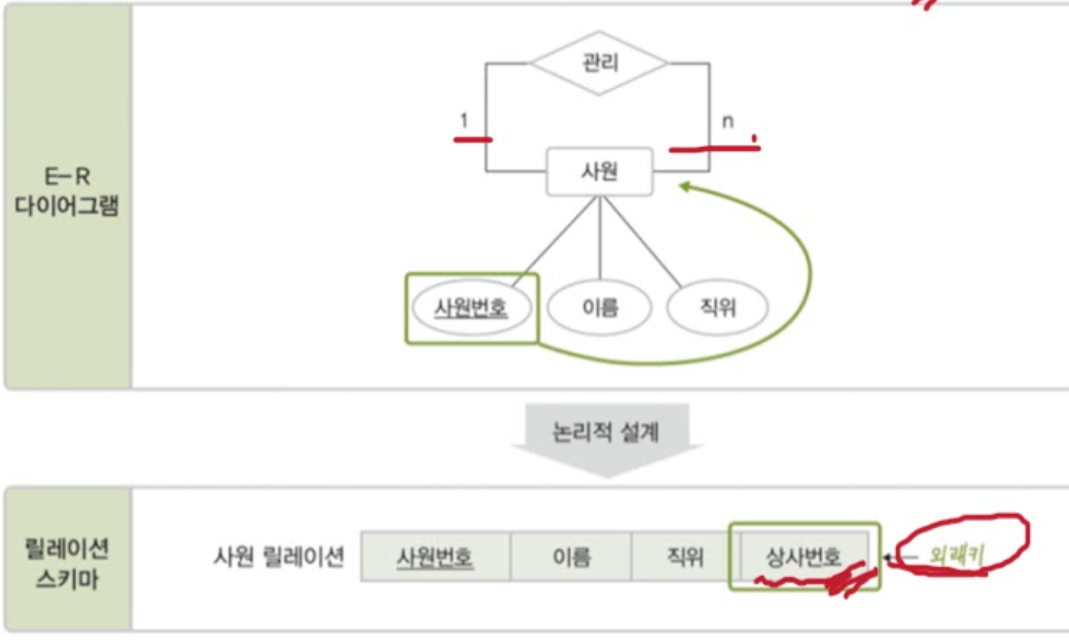 E-R
다이어그램
관리
1
n
사원
사원번호
이름
직위
논리적 설계
릴레이션
스키마
사원 릴레이션
사원번호
이름
직위
상사번호
외래키